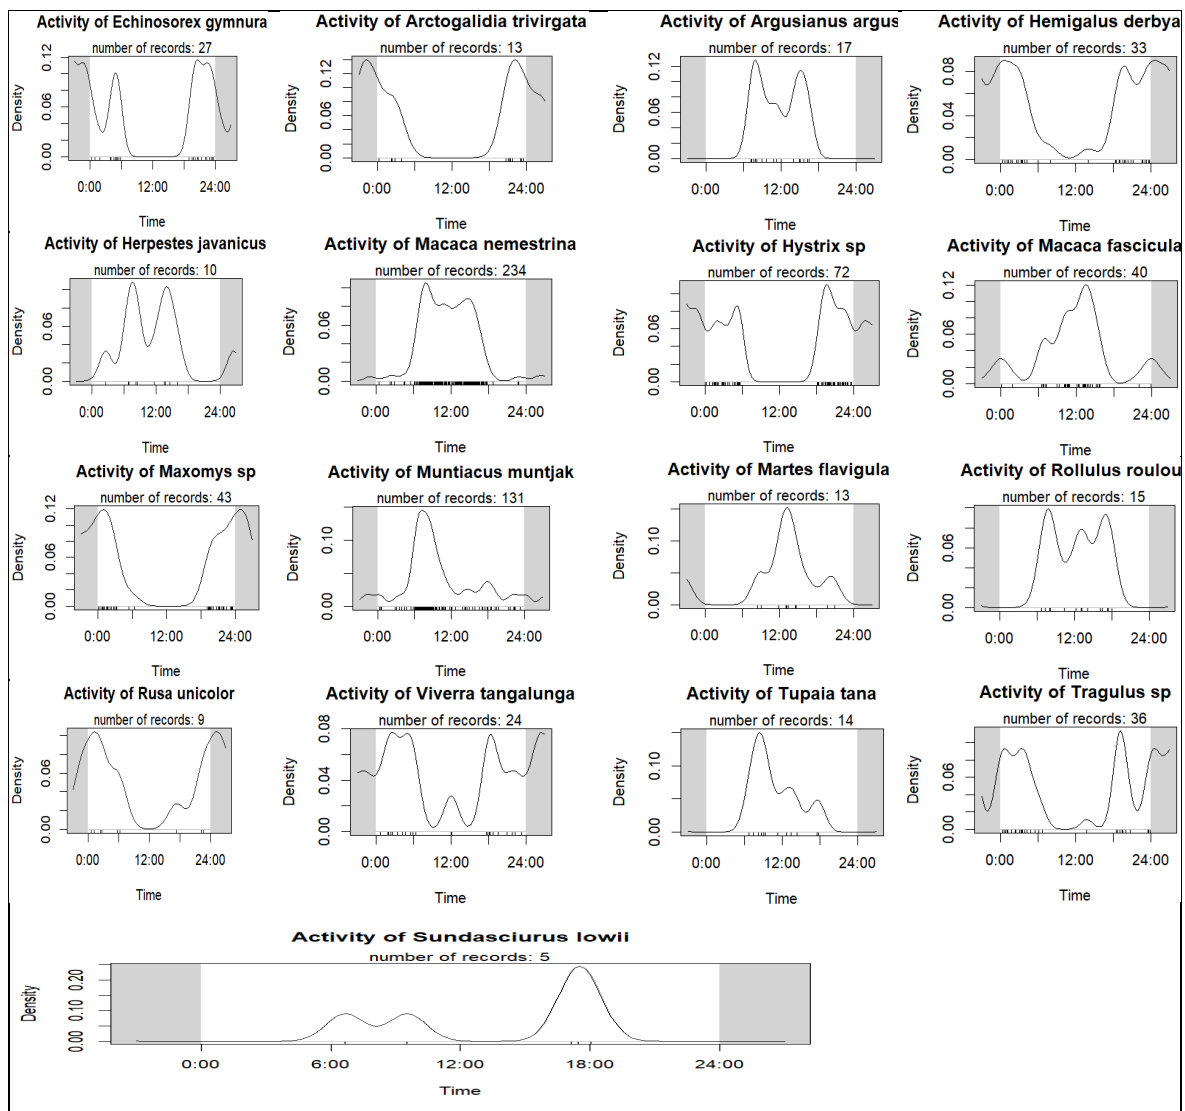 Activity of Echinosorex gymnura
number of records: 27
Density
0.00 0.06 0.12
0:00 12:00 24:00
Time
Activity of Arctogalidia trivirgata
number of records: 13
Density
0.00 0.06 0.12
0:00 12:00 24:00
Time
Activity of Argusianus argus
number of records: 17
Density
0.00 0.06 0.12
0:00 12:00 24:00
Time
Activity of Hemigalus derbya
number of records: 33
Density
0.00 0.04 0.08
0:00 12:00 24:00
Time
Activity of Herpestes javanicus
number of records: 10
Density
0.00 0.06
0:00 12:00 24:00
Time
Activity of Macaca nemestrina
number of records: 234
Density
0.00 0.06
0:00 12:00 24:00
Time
Activity of Hystrix sp
number of records: 72
Density
0.00 0.06
0:00 12:00 24:00
Time
Activity of Macaca fascicula
number of records: 40
Density
0.00 0.06 0.12
0:00 12:00 24:00
Time
Activity of Maxomys sp
number of records: 43
Density
0.00 0.06 0.12
0:00 12:00 24:00
Time
Activity of Muntiacus muntjak
number of records: 131
Density
0.00 0.10
0:00 12:00 24:00
Time
Activity of Martes flavigula
number of records: 13
Density
0.00 0.10
0:00 12:00 24:00
Time
Activity of Rollulus roulou
number of records: 15
Density
0.00 0.06
0:00 12:00 24:00
Time
Activity of Rusa unicolor
number of records: 9
Density
0.00 0.06
0:00 12:00 24:00
Time
Activity of Viverra tangalunga
number of records: 24
Density
0.00 0.04 0.08
0:00 12:00 24:00
Time
Activity of Tupaia tana
number of records: 14
Density
0.00 0.10
0:00 12:00 24:00
Time
Activity of Tragulus sp
number of records: 36
Density
0.00 0.06
0:00 12:00 24:00
Time
Activity of Sundasciurus lowii
number of records: 5
Density
0.00 0.10 0.20
0:00 6:00 12:00 18:00 24:00
Time